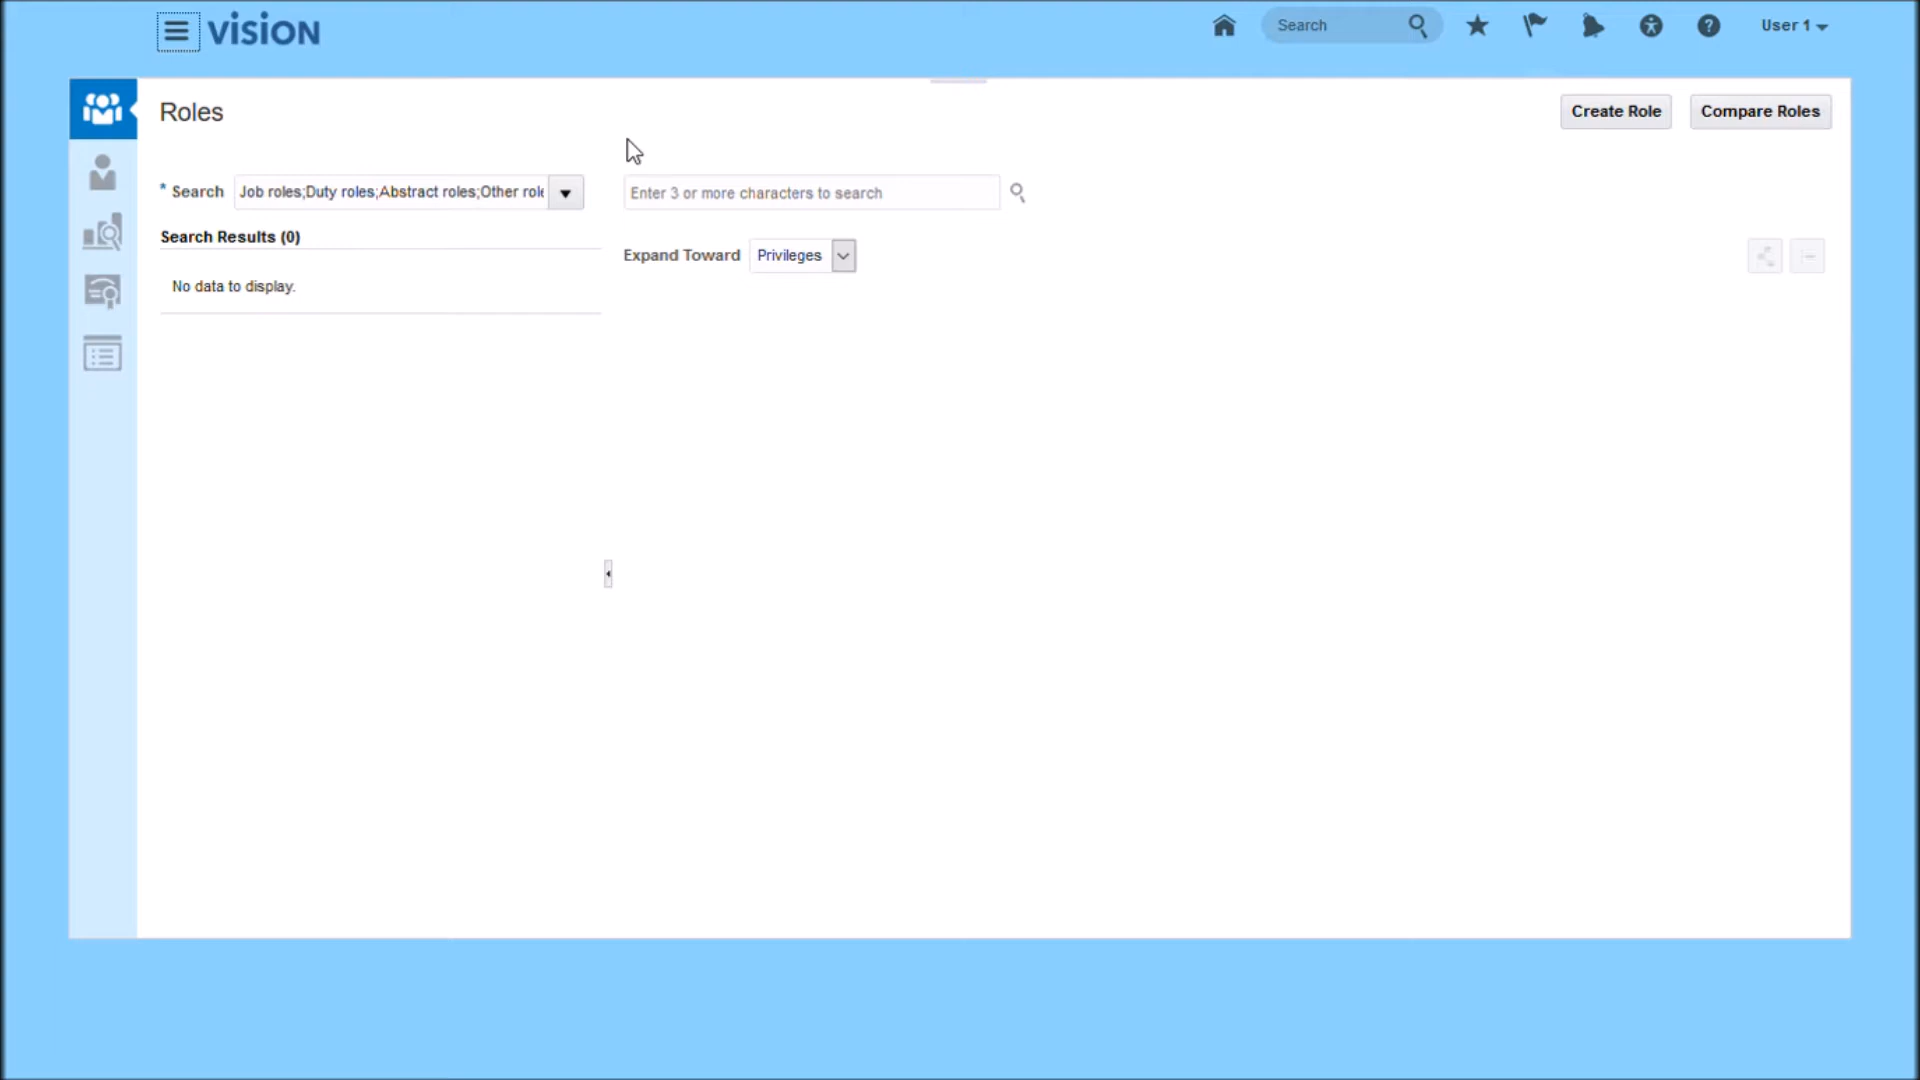 vision
Search
User 1
Roles
Create Role
Compare Roles
* Search
Job roles;Duty roles;Abstract roles;Other role
Enter 3 or more characters to search
Search Results (0)
Expand Toward
Privileges
No data to display.